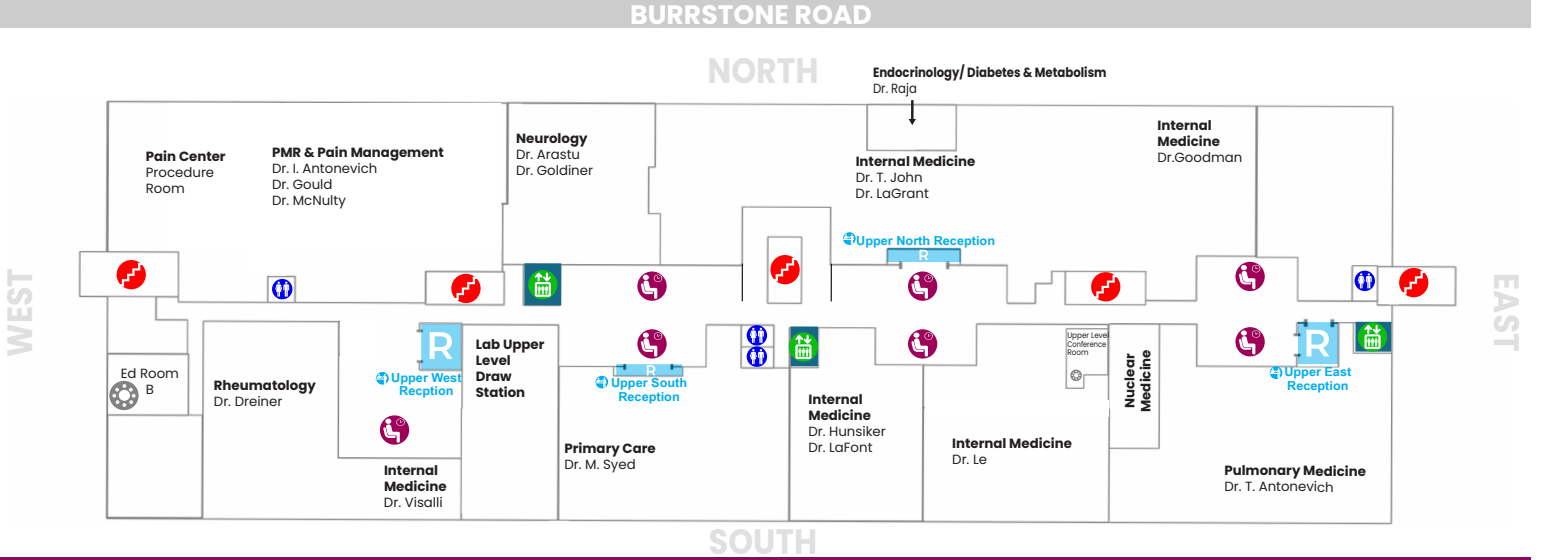 BURRSTONE ROAD
NORTH
Endocrinology/ Diabetes & Metabolism
Dr. Raja
Pain Center
Procedure
Room
PMR & Pain Management
Dr. I. Antonevich
Dr. Gould
Dr. McNulty
Neurology
Dr. Arastu
Dr. Goldiner
Internal Medicine
Dr. T. John
Dr. LaGrant
Internal
Medicine
Dr.Goodman
Upper North Reception
R
WEST
EAST
Ed Room
B
Rheumatology
Dr. Dreiner
R
Upper West
Recption
Internal
Medicine
Dr. Visalli
Lab Upper
Level
Draw
Station
R
Upper South
Reception
Primary Care
Dr. M. Syed
Internal
Medicine
Dr. Hunsiker
Dr. LaFont
Upper Level
Conference
Room
Internal Medicine
Dr. Le
Nuclear
Medicine
R
Upper East
Reception
Pulmonary Medicine
Dr. T. Antonevich
SOUTH